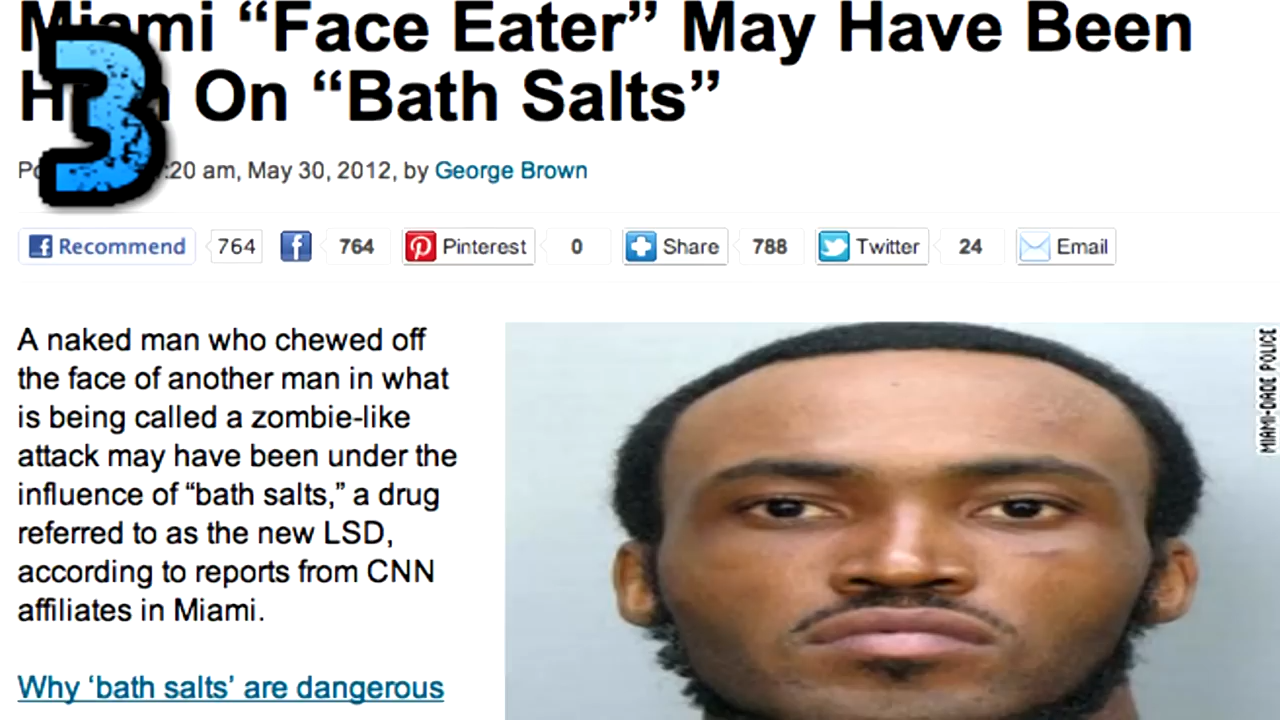 Miami “Face Eater” May Have Been
High On “Bath Salts”
3
:20 am, May 30, 2012, by George Brown
Recommend 764 764 Pinterest 0 Share 788 Twitter 24 Email
A naked man who chewed off
the face of another man in what
is being called a zombie-like
attack may have been under the
influence of “bath salts,” a drug
referred to as the new LSD,
according to reports from CNN
affiliates in Miami.
Why ‘bath salts’ are dangerous
MIAMI-DADE POLICE